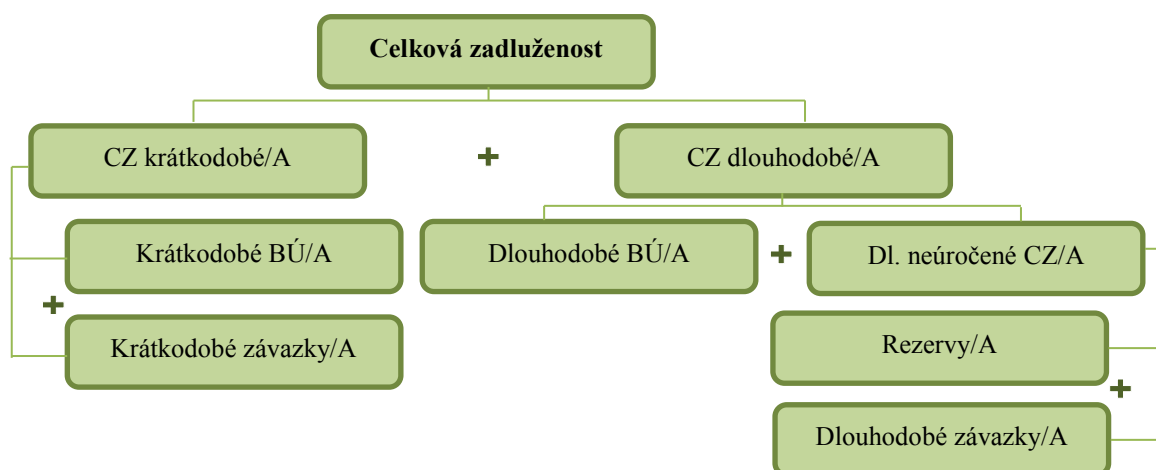 Celková zadluženost
CZ krátkodobé/A
+
CZ dlouhodobé/A
Krátkodobé BÚ/A
Dlouhodobé BÚ/A
+
Dl. neúročené CZ/A
+
Krátkodobé závazky/A
Rezervy/A
+
Dlouhodobé závazky/A